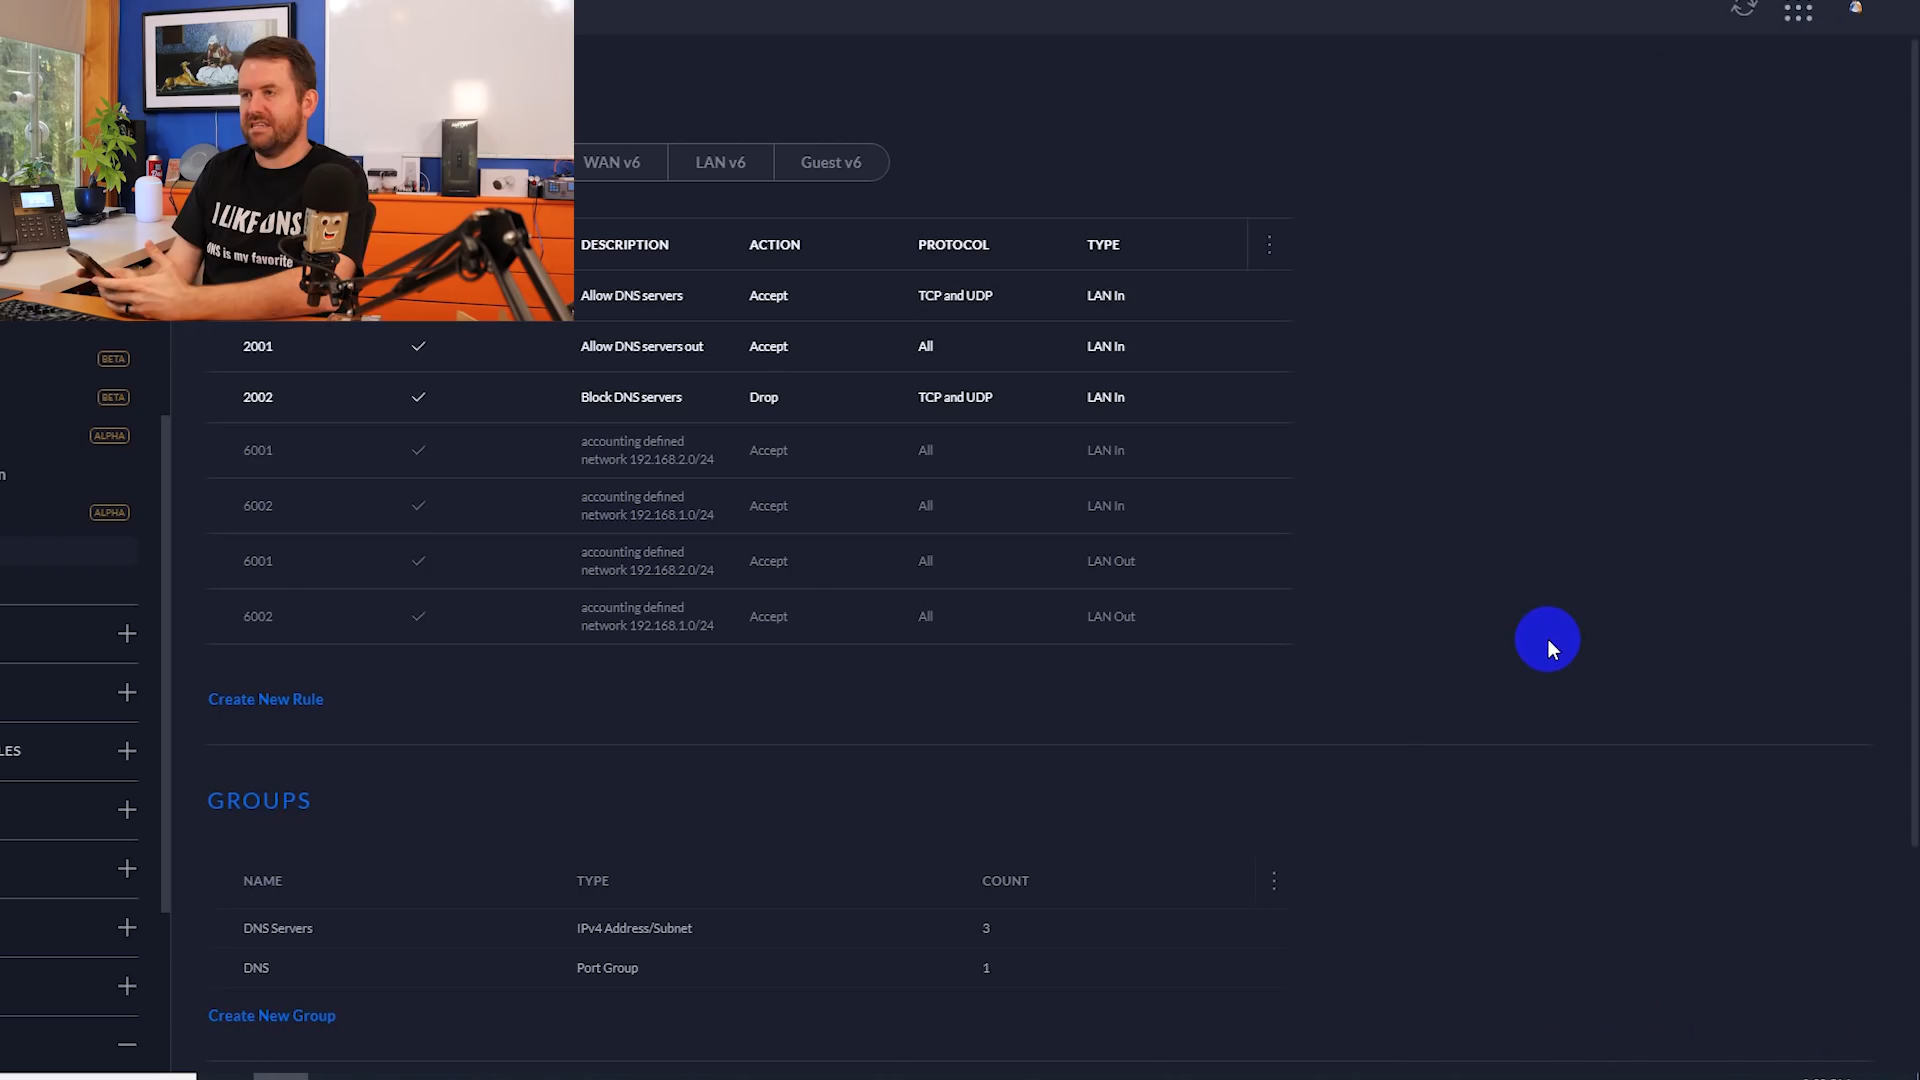 WAN v6 LAN v6 Guest v6
I LIKE DNS
DNS is my favorite
DESCRIPTION ACTION PROTOCOL TYPE
Allow DNS servers Accept TCP and UDP LAN In
2001 Allow DNS servers out Accept All LAN In
2002 Block DNS servers Drop TCP and UDP LAN In
6001 accounting defined network 192.168.2.0/24 Accept All LAN In
6002 accounting defined network 192.168.1.0/24 Accept All LAN In
6001 accounting defined network 192.168.2.0/24 Accept All LAN Out
6002 accounting defined network 192.168.1.0/24 Accept All LAN Out
BETA
BETA
ALPHA
n
ALPHA
LES
Create New Rule
GROUPS
NAME TYPE COUNT
DNS Servers IPv4 Address/Subnet 3
DNS Port Group 1
Create New Group